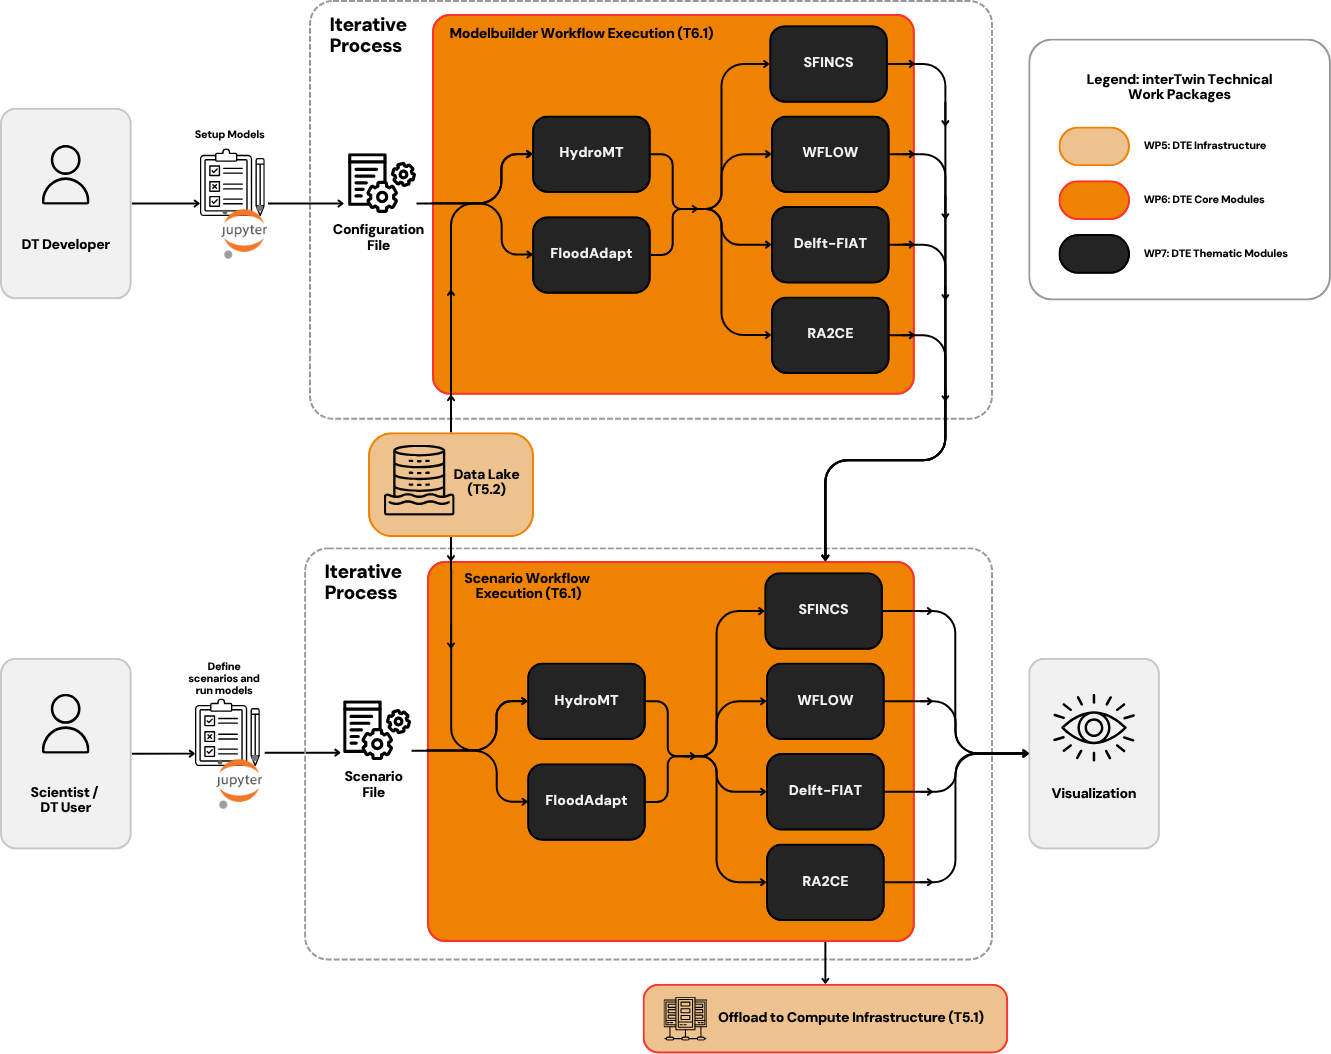 Iterative
Process
Modelbuilder Workflow Execution (T6.1)
SFINCS
HydroMT
WFLOW
FloodAdapt
Delft-FIAT
RA2CE
DT Developer
Setup Models
jupyter
Configuration
File
Legend: interTwin Technical
Work Packages
WP5: DTE Infrastructure
WP6: DTE Core Modules
WP7: DTE Thematic Modules
Data Lake
(T5.2)
Iterative
Process
Scenario Workflow
Execution (T6.1)
SFINCS
HydroMT
WFLOW
FloodAdapt
Delft-FIAT
RA2CE
Scientist /
DT User
Define
scenarios and
run models
jupyter
Scenario
File
Visualization
Offload to Compute Infrastructure (T5.1)